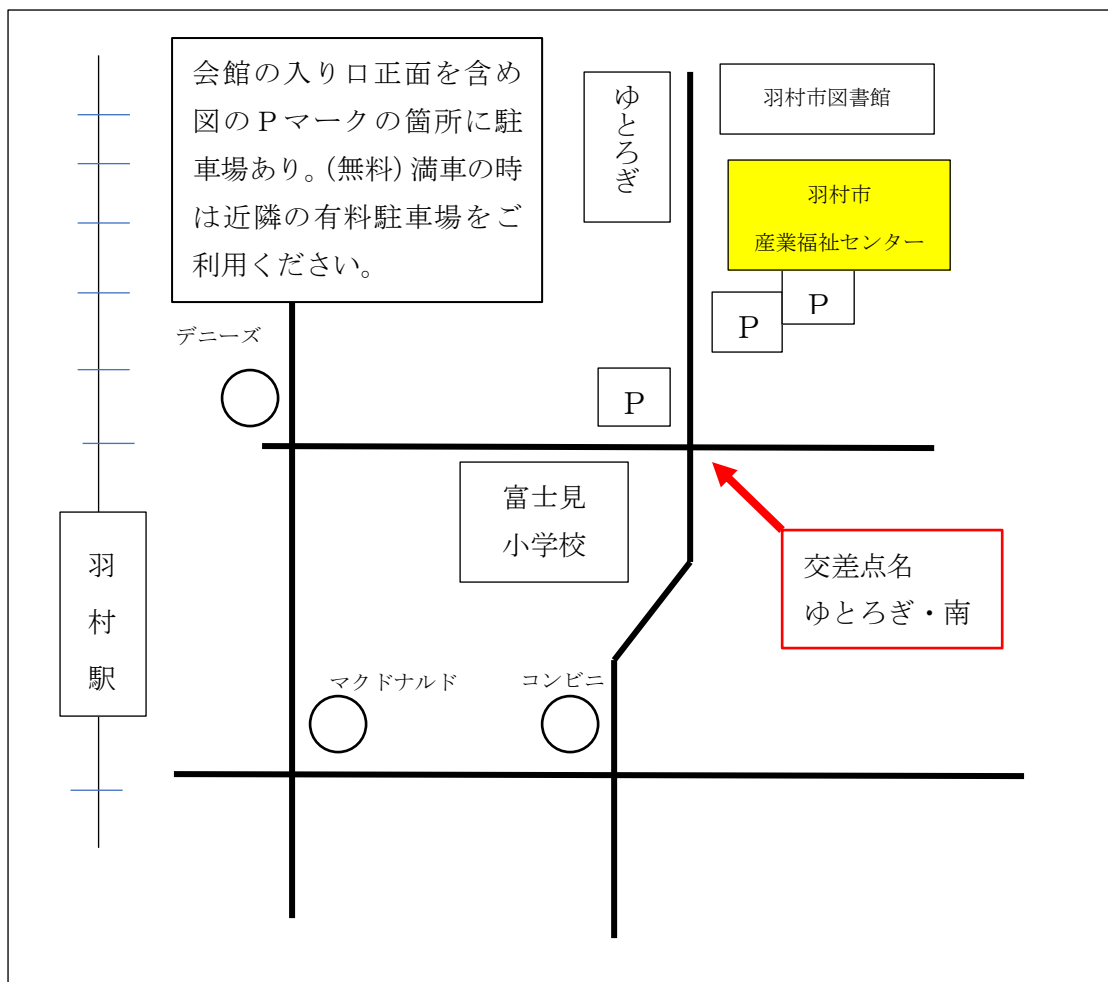 会館の入り口正面を含め
図のＰマークの箇所に駐
車場あり。(無料)満車の時
は近隣の有料駐車場をご
利用ください。
ゆとろぎ
羽村市図書館
羽村市
産業福祉センター
Ｐ
Ｐ
デニーズ
Ｐ
富士見
小学校
交差点名
ゆとろぎ・南
羽村駅
マクドナルド
コンビニ